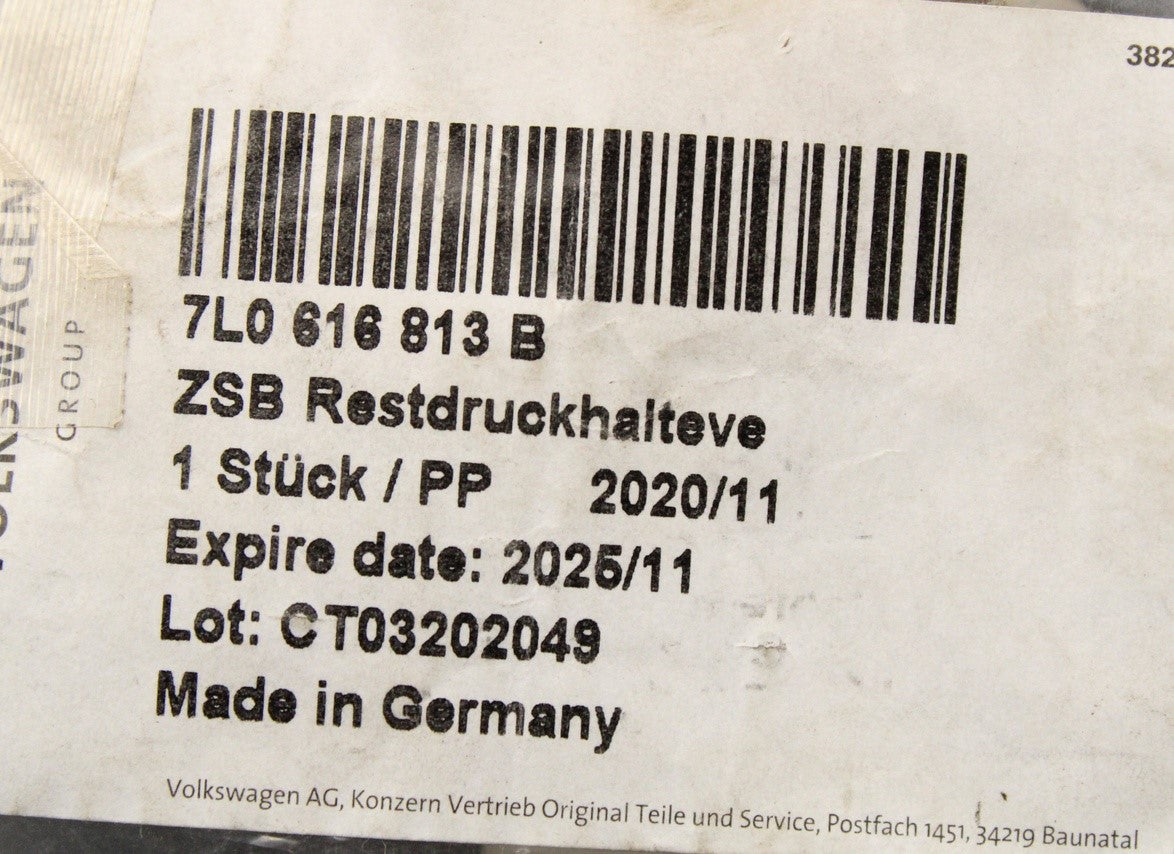 382
7L0 616 813 B
ZSB Restdruckhalteve
1 Stück / PP 2020/11
Expire date: 2025/11
Lot: CT03202049
Made in Germany
Volkswagen AG, Konzern Vertrieb Original Teile und Service, Postfach 1451, 34219 Baunatal
VOLKSWAGEN
GROUP